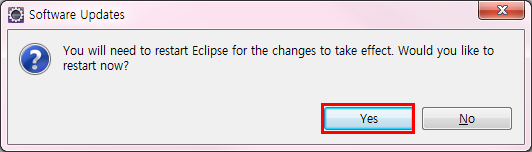 Software Updates
You will need to restart Eclipse for the changes to take effect. Would you like to
restart now?
Yes
No